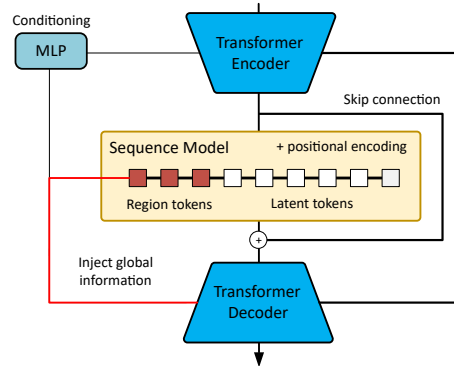 Conditioning
MLP
Transformer
Encoder
Skip connection
Sequence Model
+ positional encoding
Region tokens
Latent tokens
+
Inject global
information
Transformer
Decoder